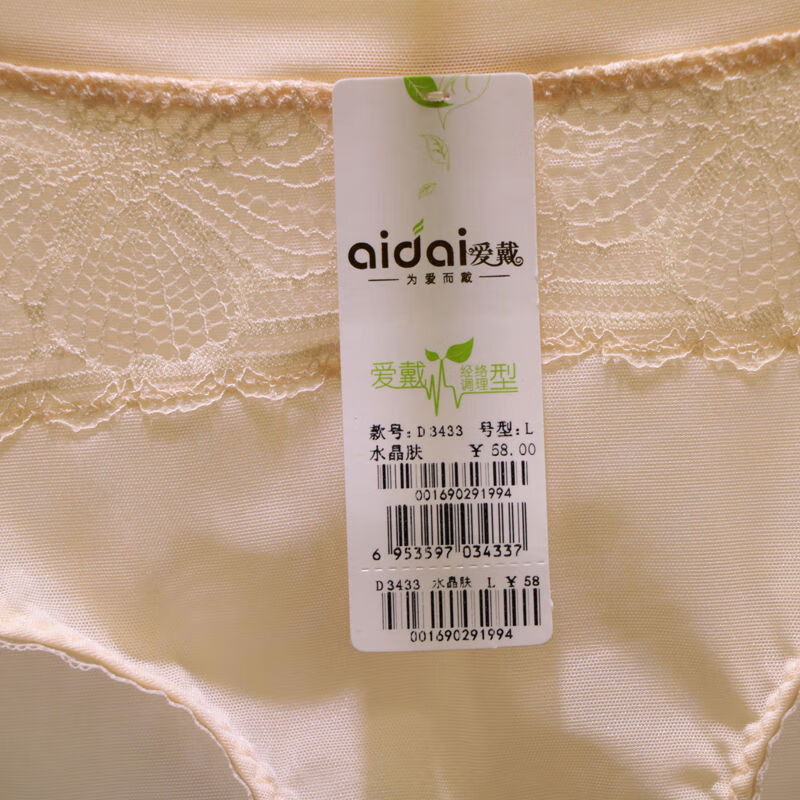 aidai爱戴
为爱而戴
爱戴 经络调理型
款号: D3433 号型: L
水晶肤 ¥ 58.00
001690291994
6 953597 034337
D3433 水晶肤 L ¥ 58
001690291994